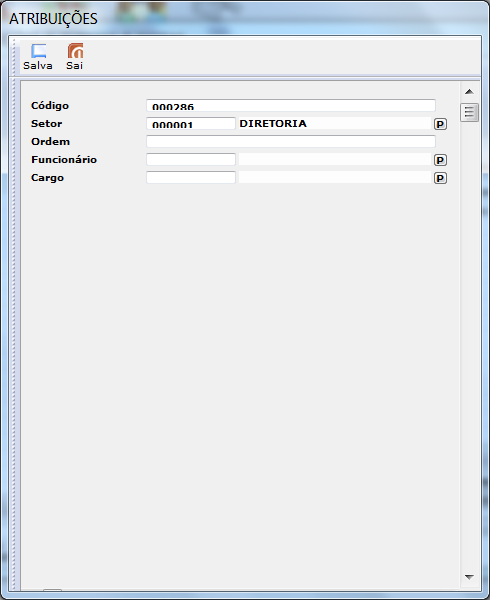 ATRIBUIÇÕES
Salva Sai
Código 000286
Setor 000001 DIRETORIA P
Ordem
Funcionário P
Cargo P